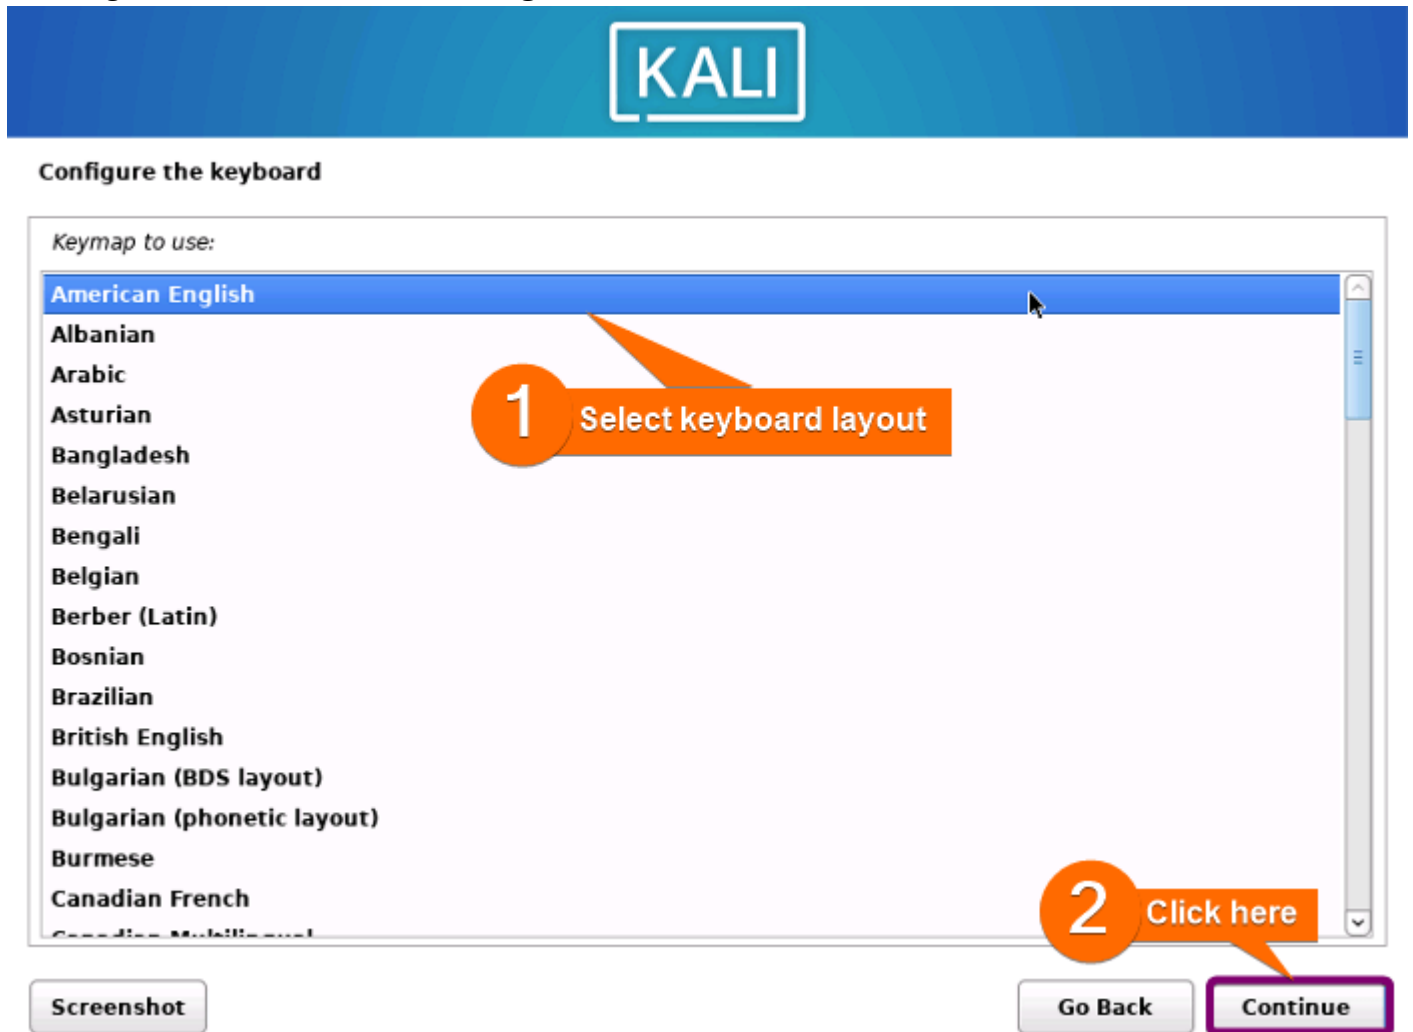 KALI
Configure the keyboard
Keymap to use:
American English
Albanian
Arabic
Asturian
1 Select keyboard layout
Bangladesh
Belarusian
Bengali
Belgian
Berber (Latin)
Bosnian
Brazilian
British English
Bulgarian (BDS layout)
Bulgarian (phonetic layout)
Burmese
Canadian French
2 Click here
Canadian Multilingual
Screenshot
Go Back
Continue